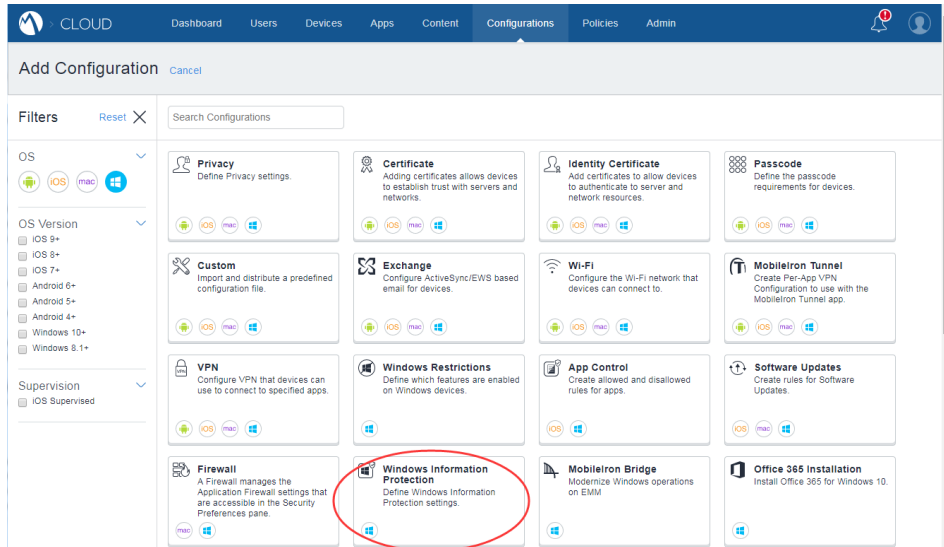 CLOUD Dashboard Users Devices Apps Content Configurations Policies Admin
Add Configuration Cancel
Filters Reset
Search Configurations
OS
iOS mac
OS Version
iOS 9+
iOS 8+
iOS 7+
Android 6+
Android 5+
Android 4+
Windows 10+
Windows 8.1+
Supervision
iOS Supervised
Privacy
Define Privacy settings.
iOS mac
Certificate
Adding certificates allows devices
to establish trust with servers and
networks.
iOS mac
Identity Certificate
Add certificates to allow devices
to authenticate to server and
network resources.
iOS mac
Passcode
Define the passcode
requirements for devices.
iOS mac
Custom
Import and distribute a predefined
configuration file.
iOS mac
Exchange
Configure ActiveSync/EWS based
email for devices.
iOS mac
Wi-Fi
Configure the Wi-Fi network that
devices can connect to.
iOS mac
MobileIron Tunnel
Create Per-App VPN
Configuration to use with the
MobileIron Tunnel app.
iOS mac
VPN
VPN
Configure VPN that devices can
use to connect to specified apps.
iOS mac
Windows Restrictions
Define which features are enabled
on Windows devices.
App Control
Create allowed and disallowed
rules for apps.
iOS
Software Updates
Create rules for Software
Updates.
iOS mac
Firewall
A Firewall manages the
Application Firewall settings that
are accessible in the Security
Preferences pane.
mac
Windows Information
Protection
Define Windows Information
Protection settings.
MobileIron Bridge
Modernize Windows operations
on EMM
Office 365 Installation
Install Office 365 for Windows 10.